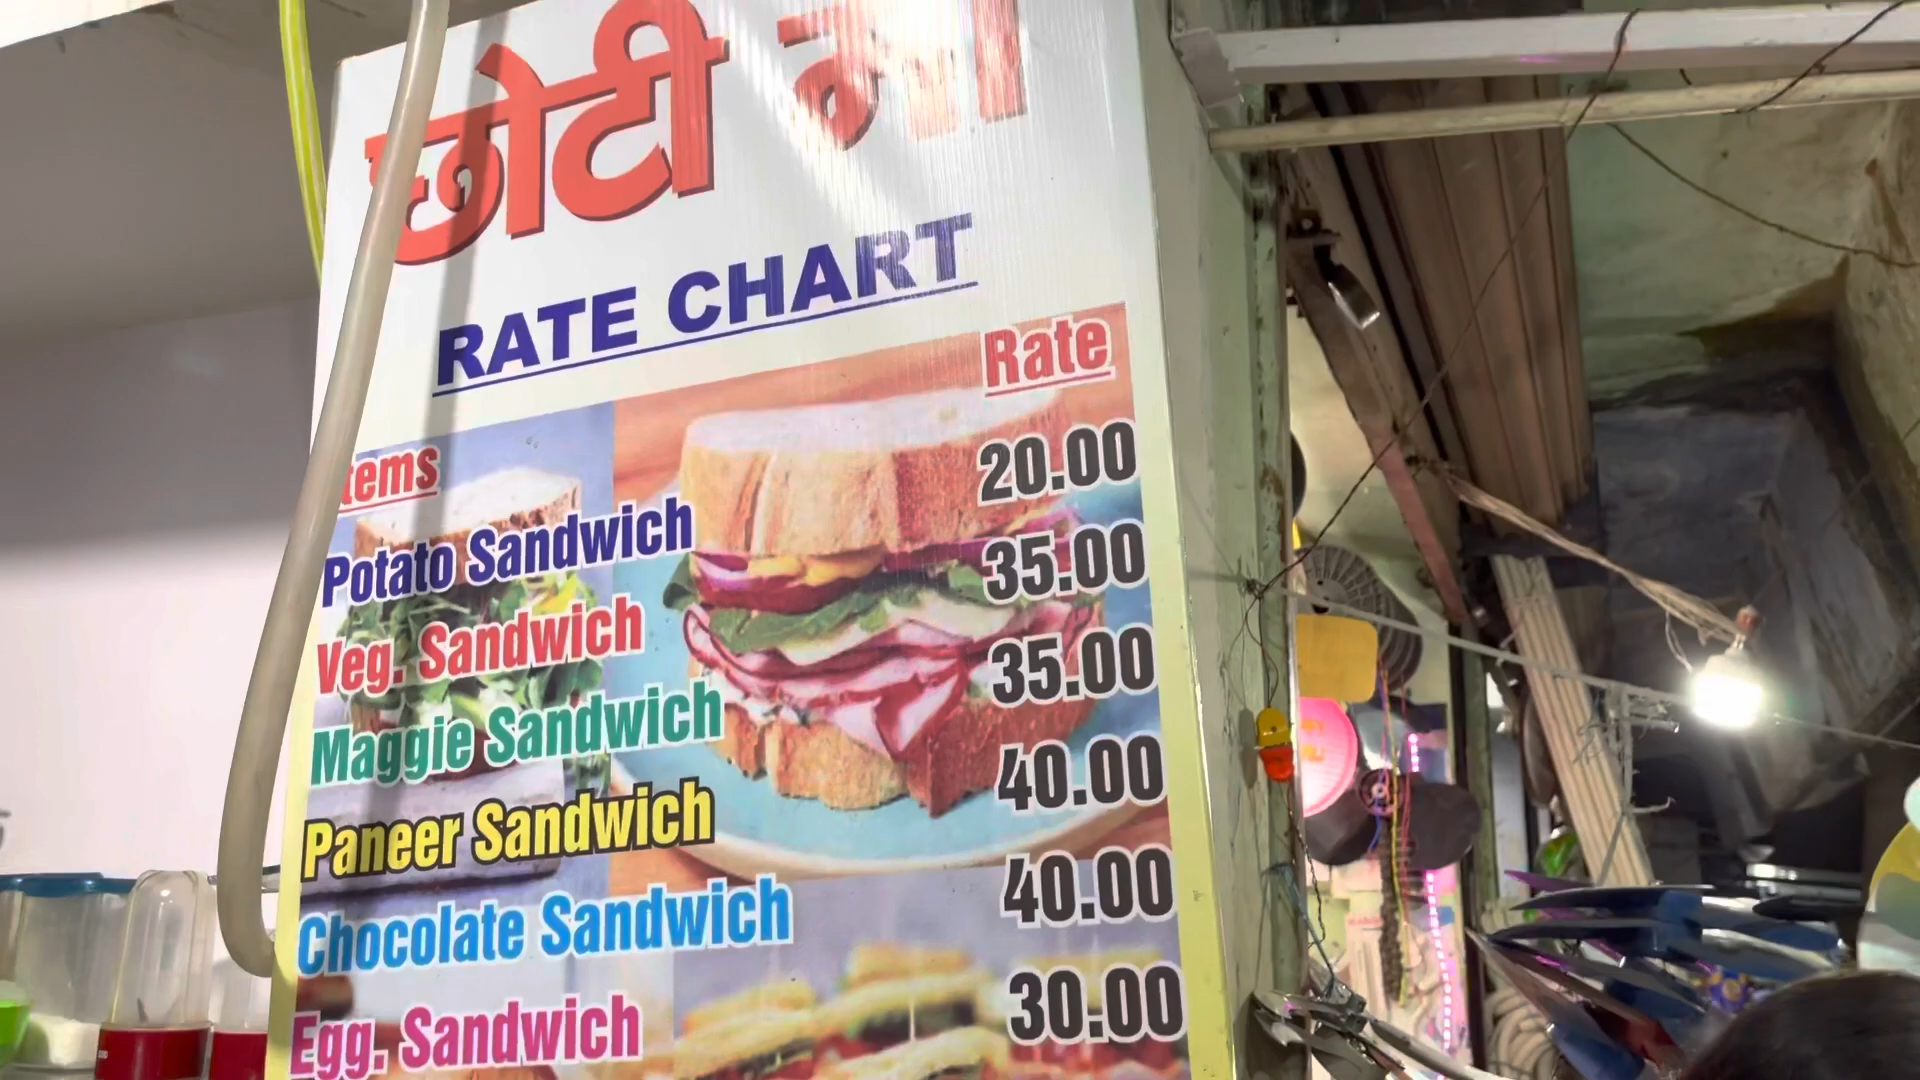 छोटी माँ
RATE CHART
Items Rate
Potato Sandwich 20.00
Veg. Sandwich 35.00
Maggie Sandwich 35.00
Paneer Sandwich 40.00
Chocolate Sandwich 40.00
Egg. Sandwich 30.00